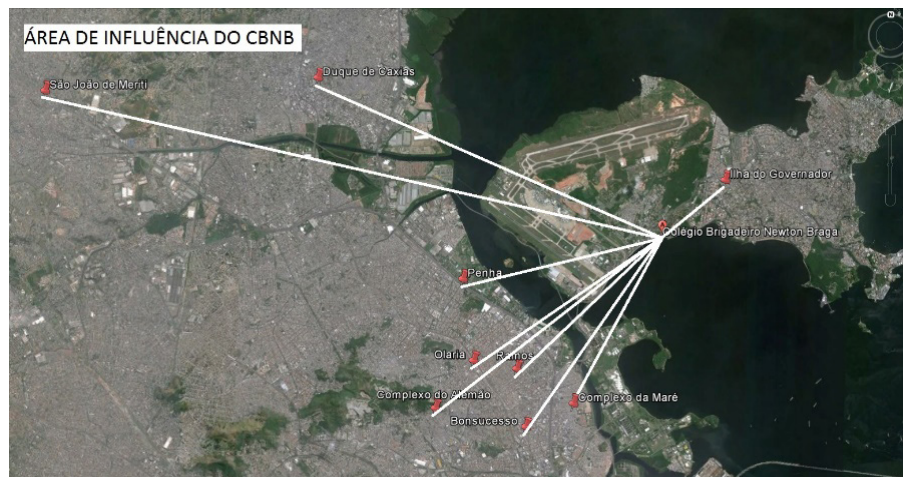 ÁREA DE INFLUÊNCIA DO CBNB
São João de Meriti
Duque de Caxias
Ilha do Governador
Colégio Brigadeiro Newton Braga
Penha
Olaria
Ramos
Complexo do Alemão
Complexo da Maré
Bonsucesso
N